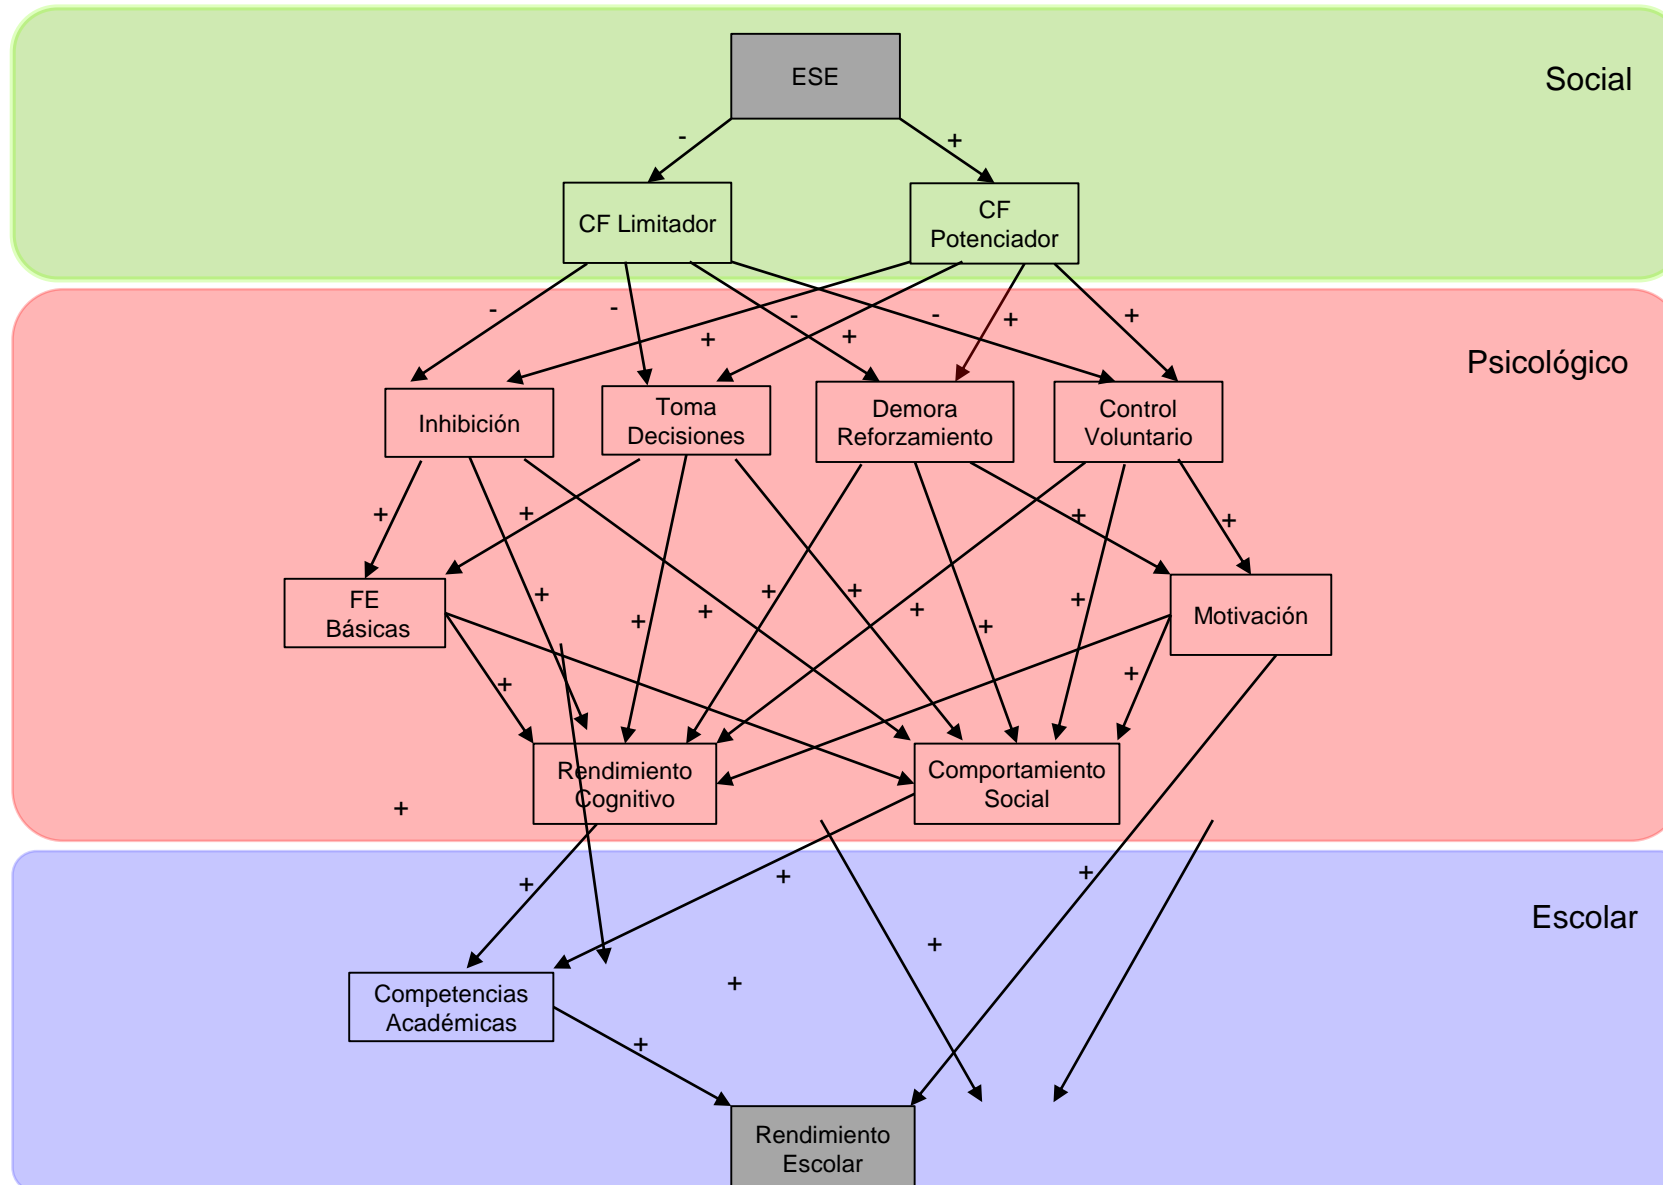 ESE
Social
-
+
CF Limitador
CF
Potenciador
-
-
-
-
+
+
+
+
Psicológico
Inhibición
Toma
Decisiones
Demora
Reforzamiento
Control
Voluntario
+
+
+
+
FE
Básicas
+
+
+
+
+
+
+
+
Motivación
+
+
Rendimiento
Cognitivo
Comportamiento
Social
+
+
+
+
Escolar
+
+
Competencias
Académicas
+
Rendimiento
Escolar